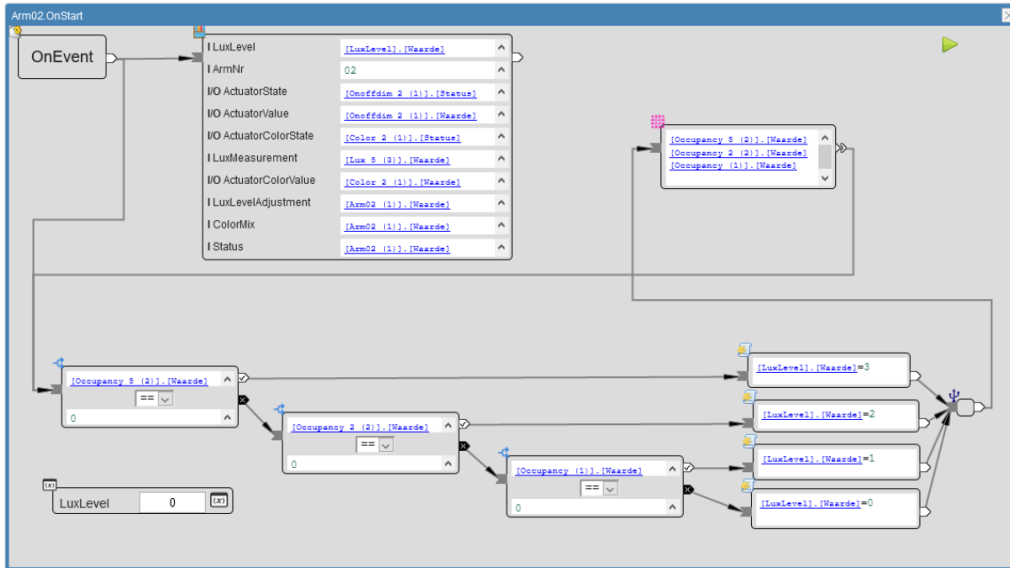 Arm02.OnStart
OnEvent
I LuxLevel [LuxLevel].[Waarde]
I ArmNr 02
I/O ActuatorState [Onoffdim 2 (1)].[Status]
I/O ActuatorValue [Onoffdim 2 (1)].[Waarde]
I/O ActuatorColorState [Color 2 (1)].[Status]
I LuxMeasurement [Lux 5 (3)].[Waarde]
I/O ActuatorColorValue [Color 2 (1)].[Waarde]
I LuxLevelAdjustment [Arm02 (1)].[Waarde]
I ColorMix [Arm02 (1)].[Waarde]
I Status [Arm02 (1)].[Waarde]
[Occupancy 5 (2)].[Waarde]
[Occupancy 2 (2)].[Waarde]
[Occupancy (1)].[Waarde]
[Occupancy 5 (2)].[Waarde]
==
0
[Occupancy 2 (2)].[Waarde]
==
0
[Occupancy (1)].[Waarde]
==
0
[LuxLevel].[Waarde]=3
[LuxLevel].[Waarde]=2
[LuxLevel].[Waarde]=1
[LuxLevel].[Waarde]=0
LuxLevel 0 (x)